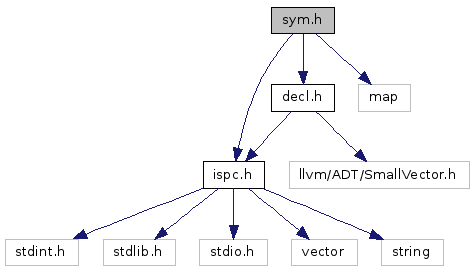 sym.h
decl.h
map
ispc.h
llvm/ADT/SmallVector.h
stdint.h
stdlib.h
stdio.h
vector
string